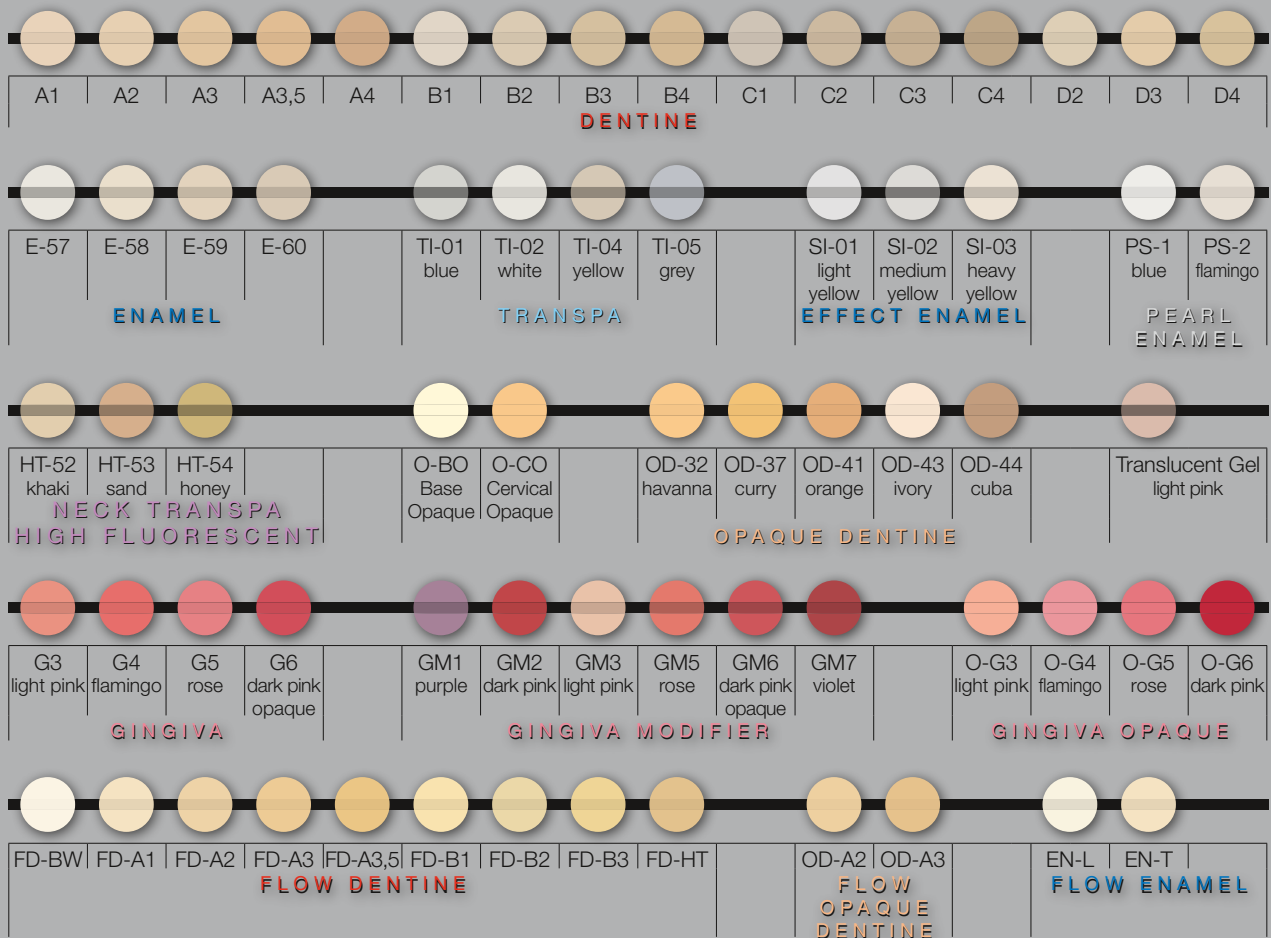 A1 A2 A3 A3,5 A4 B1 B2 B3 B4 C1 C2 C3 C4 D2 D3 D4
DENTINE
E-57 E-58 E-59 E-60 TI-01 TI-02 TI-04 TI-05 SI-01 SI-02 SI-03 PS-1 PS-2
blue white yellow grey light medium heavy blue flamingo
yellow yellow yellow
ENAMEL TRANSPA EFFECT ENAMEL PEARL
ENAMEL
HT-52 HT-53 HT-54 O-BO O-CO OD-32 OD-37 OD-41 OD-43 OD-44 Translucent Gel
khaki sand honey Base Cervical havanna curry orange ivory cuba light pink
NECK TRANSPA Opaque Opaque
HIGH FLUORESCENT OPAQUE DENTINE
G3 G4 G5 G6 GM1 GM2 GM3 GM5 GM6 GM7 O-G3 O-G4 O-G5 O-G6
light pink flamingo rose dark pink purple dark pink light pink rose dark pink violet light pink flamingo rose dark pink
opaque opaque
GINGIVA GINGIVA MODIFIER GINGIVA OPAQUE
FD-BW FD-A1 FD-A2 FD-A3 FD-A3,5 FD-B1 FD-B2 FD-B3 FD-HT OD-A2 OD-A3 EN-L EN-T
FLOW DENTINE FLOW FLOW ENAMEL
OPAQUE
DENTINE